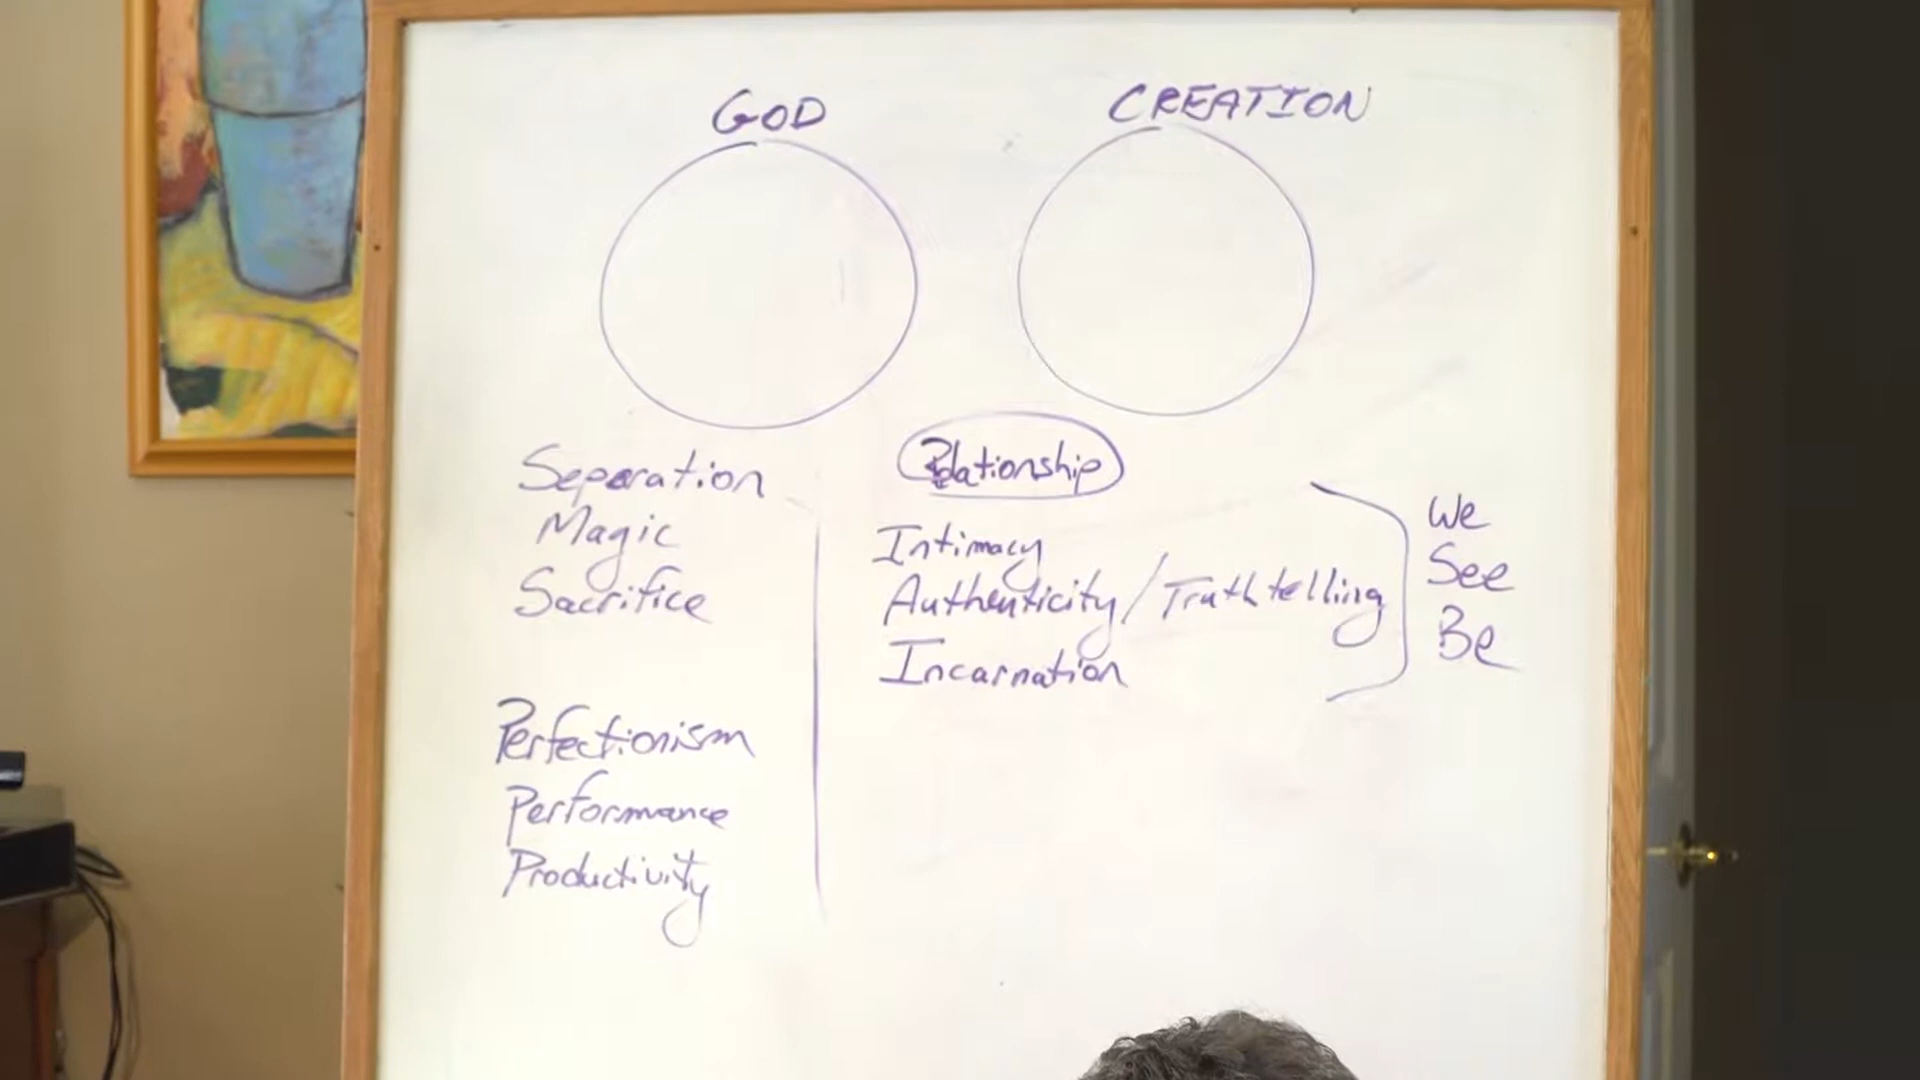 GOD
CREATION
Separation
Magic
Sacrifice
Perfectionism
Performance
Productivity
Relationship
Intimacy
Authenticity / Truthtelling
Incarnation
We
See
Be